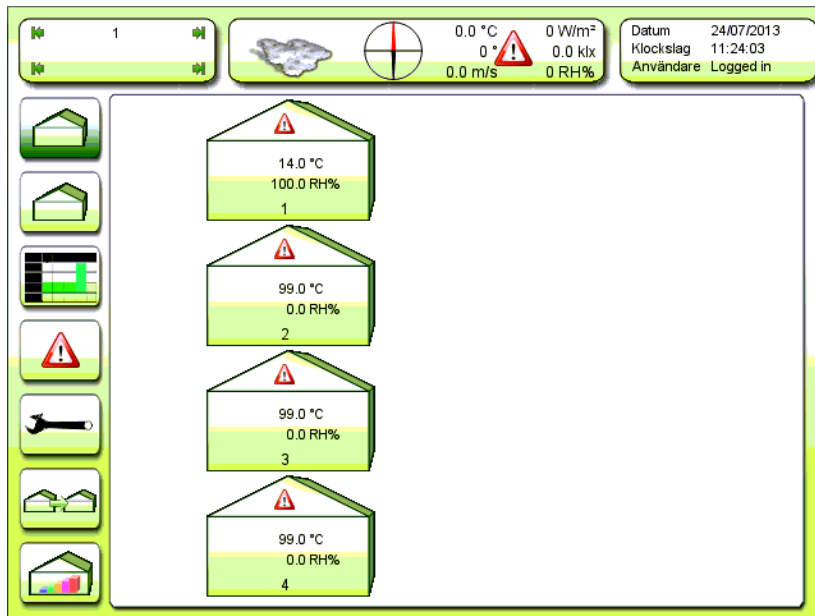 1
0.0 °C 0 W/m²
0 ° 0.0 klx
0.0 m/s 0 RH%
Datum 24/07/2013
Klockslag 11:24:03
Användare Logged in
14.0 °C
100.0 RH%
1
99.0 °C
0.0 RH%
2
99.0 °C
0.0 RH%
3
99.0 °C
0.0 RH%
4